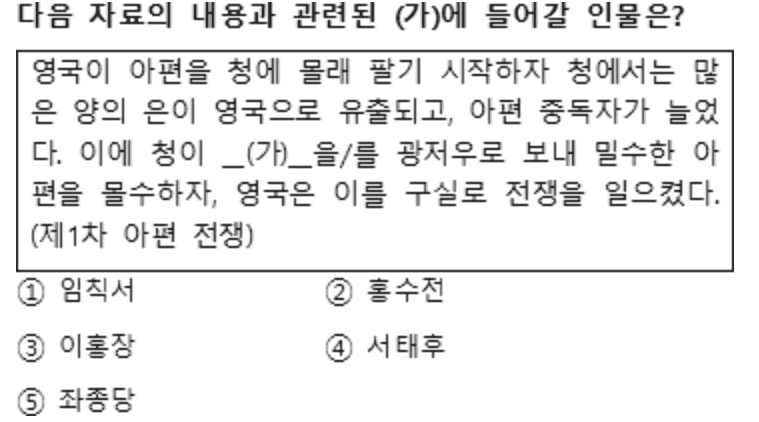 다음 자료의 내용과 관련된 (가)에 들어갈 인물은?
영국이 아편을 청에 몰래 팔기 시작하자 청에서는 많
은 양의 은이 영국으로 유출되고, 아편 중독자가 늘었
다. 이에 청이 __(가)__을/를 광저우로 보내 밀수한 아
편을 몰수하자, 영국은 이를 구실로 전쟁을 일으켰다.
(제1차 아편 전쟁)
① 임칙서 ② 홍수전
③ 이홍장 ④ 서태후
⑤ 좌종당